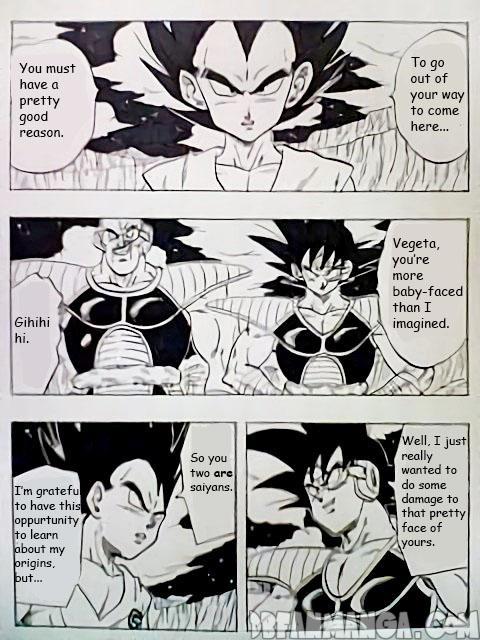 To go
out of
your way
to come
here...
You must
have a
pretty
good
reason.
Vegeta,
you're
more
baby-faced
than I
imagined.
Gihihi
hi.
Well, I just
really
wanted to
do some
damage to
that pretty
face of
yours.
So you
two are
saiyans.
I'm grateful
to have this
oppurtunity
to learn
about my
origins,
but...